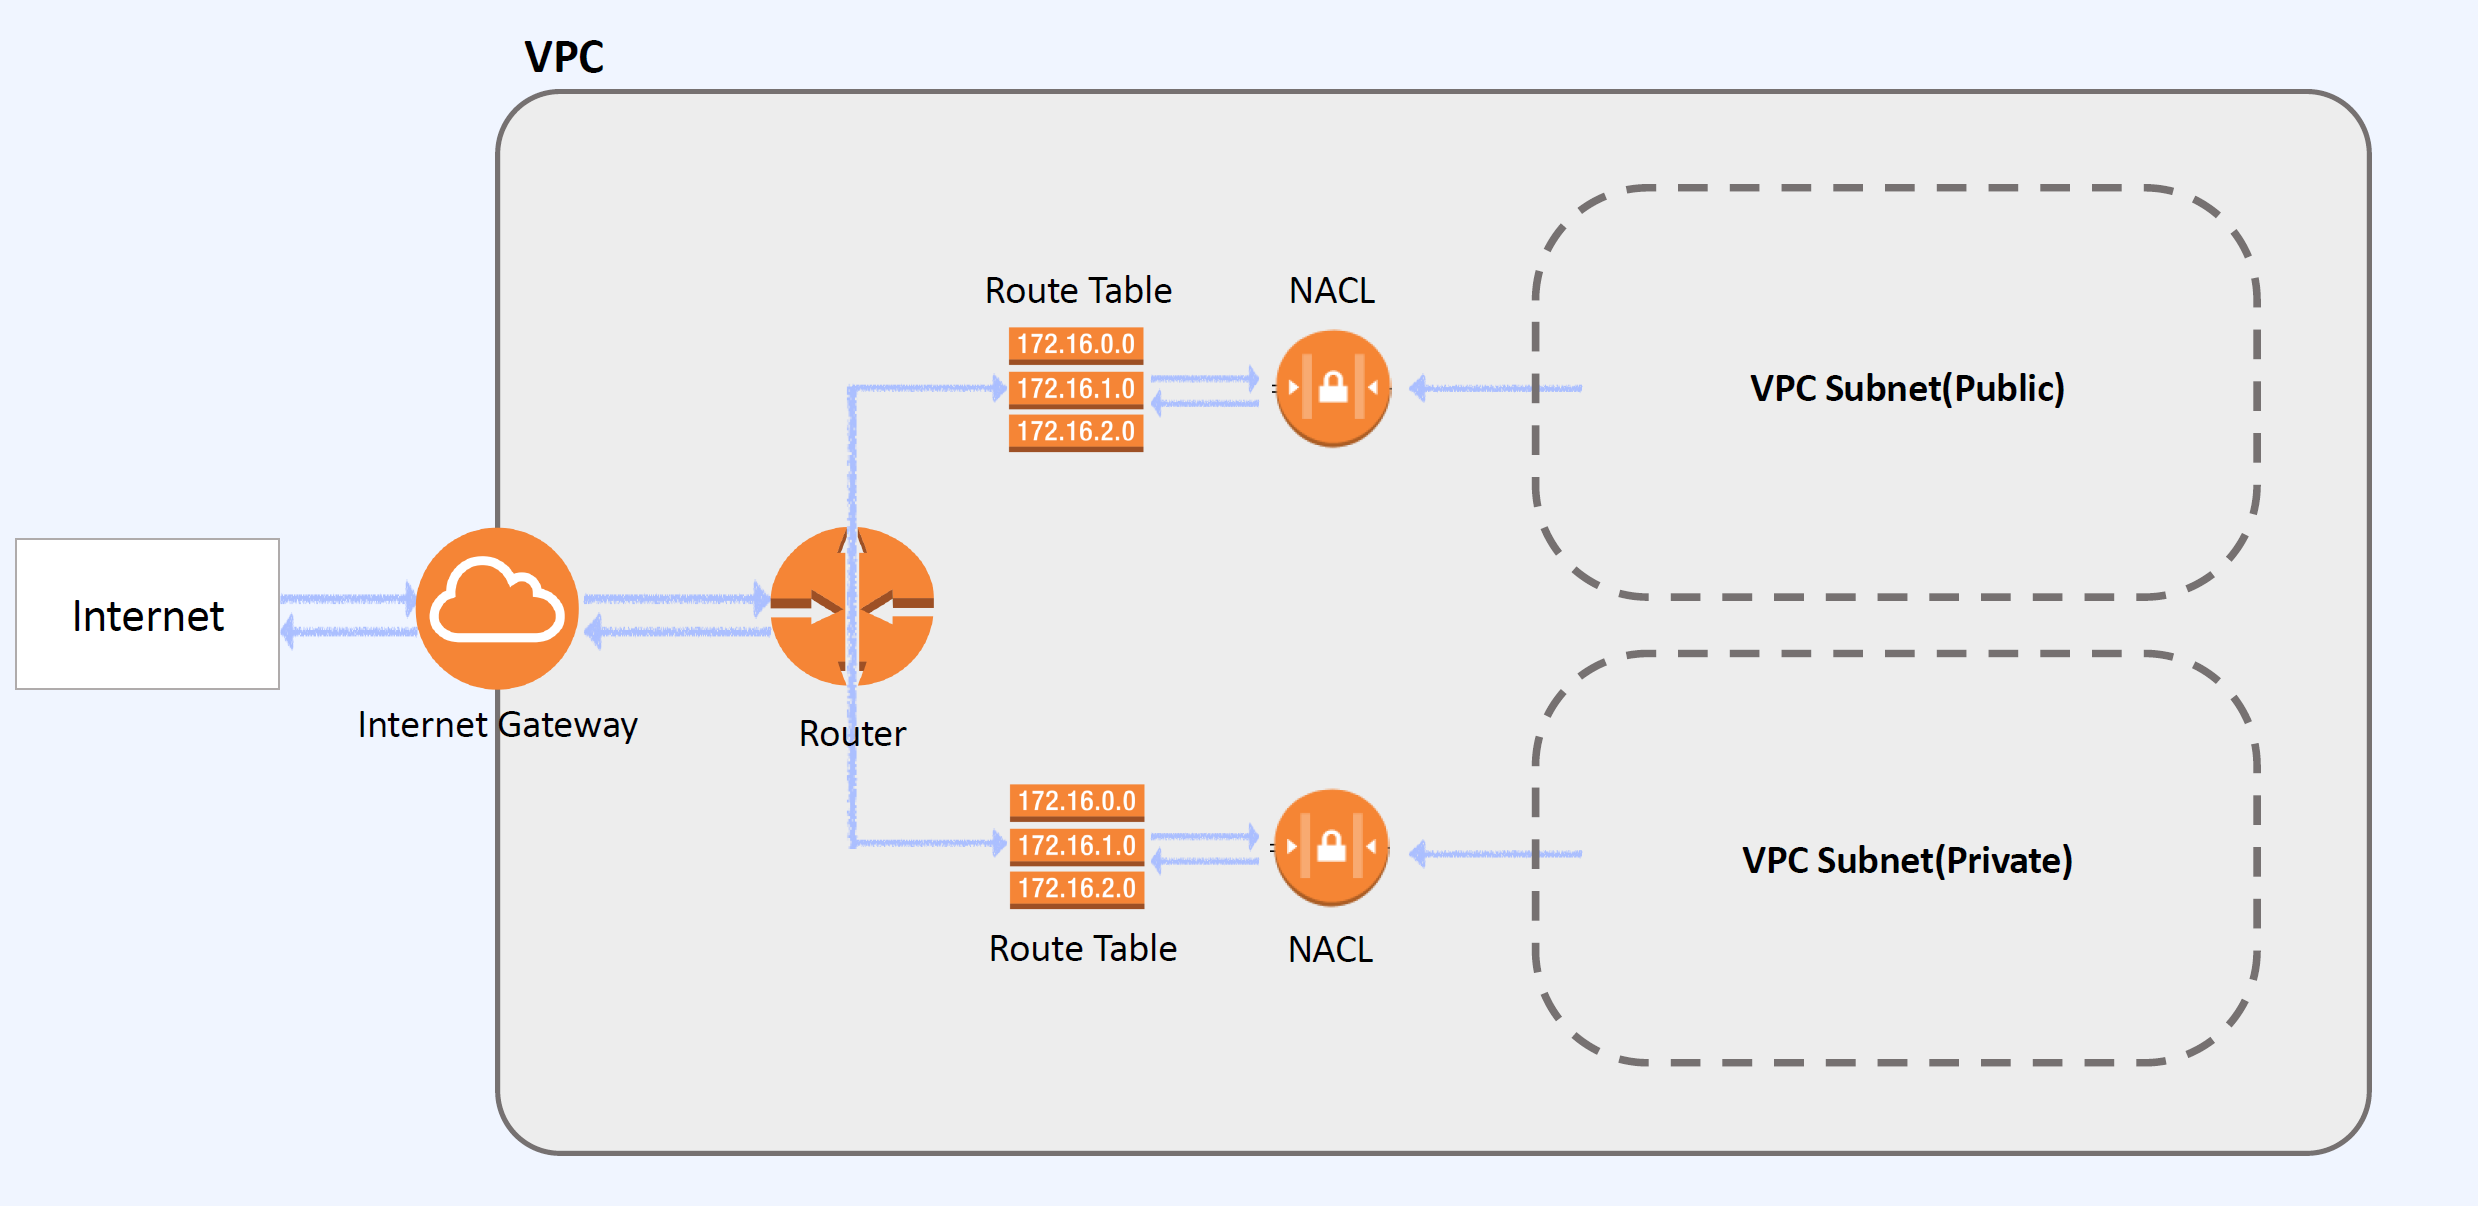 VPC
Route Table
NACL
172.16.0.0
172.16.1.0
172.16.2.0
VPC Subnet(Public)
Internet
Internet Gateway
Router
172.16.0.0
172.16.1.0
172.16.2.0
VPC Subnet(Private)
Route Table
NACL